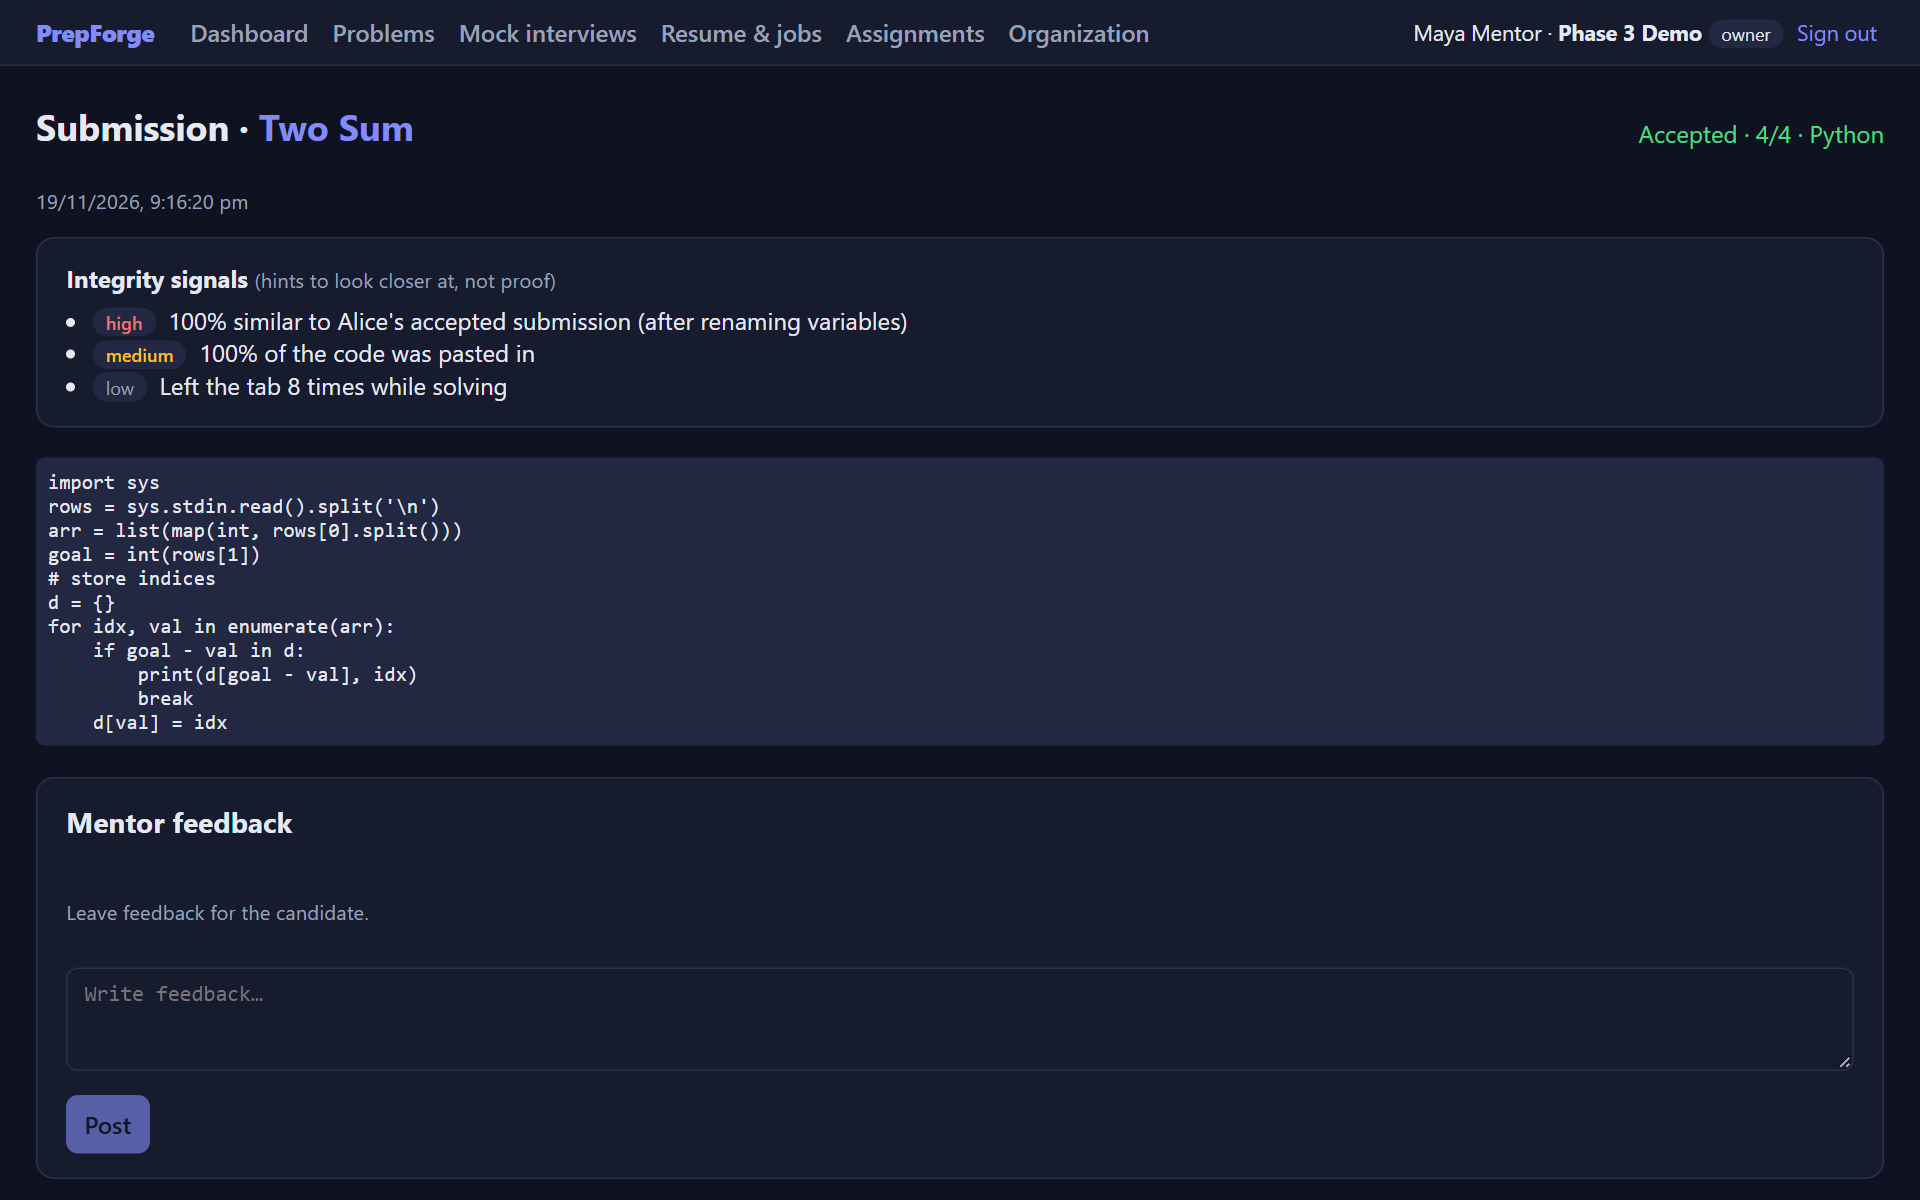 PrepForge Dashboard Problems Mock interviews Resume & jobs Assignments Organization Maya Mentor · Phase 3 Demo owner Sign out
Submission · Two Sum
Accepted · 4/4 · Python
19/11/2026, 9:16:20 pm
Integrity signals (hints to look closer at, not proof)
high 100% similar to Alice's accepted submission (after renaming variables)
medium 100% of the code was pasted in
low Left the tab 8 times while solving
import sys
rows = sys.stdin.read().split('\n')
arr = list(map(int, rows[0].split()))
goal = int(rows[1])
# store indices
d = {}
for idx, val in enumerate(arr):
    if goal - val in d:
        print(d[goal - val], idx)
        break
    d[val] = idx
Mentor feedback
Leave feedback for the candidate.
Write feedback…
Post